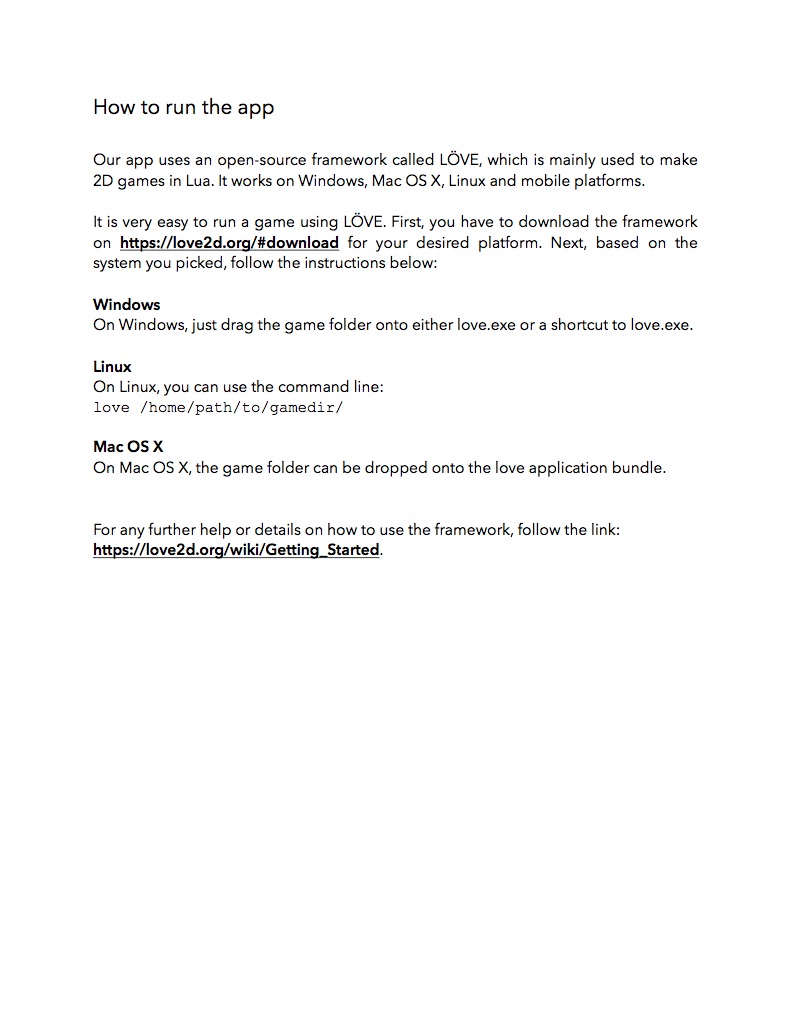 How to run the app
Our app uses an open-source framework called LÖVE, which is mainly used to make
2D games in Lua. It works on Windows, Mac OS X, Linux and mobile platforms.
It is very easy to run a game using LÖVE. First, you have to download the framework
on https://love2d.org/#download for your desired platform. Next, based on the
system you picked, follow the instructions below:
Windows
On Windows, just drag the game folder onto either love.exe or a shortcut to love.exe.
Linux
On Linux, you can use the command line:
love /home/path/to/gamedir/
Mac OS X
On Mac OS X, the game folder can be dropped onto the love application bundle.
For any further help or details on how to use the framework, follow the link:
https://love2d.org/wiki/Getting_Started.